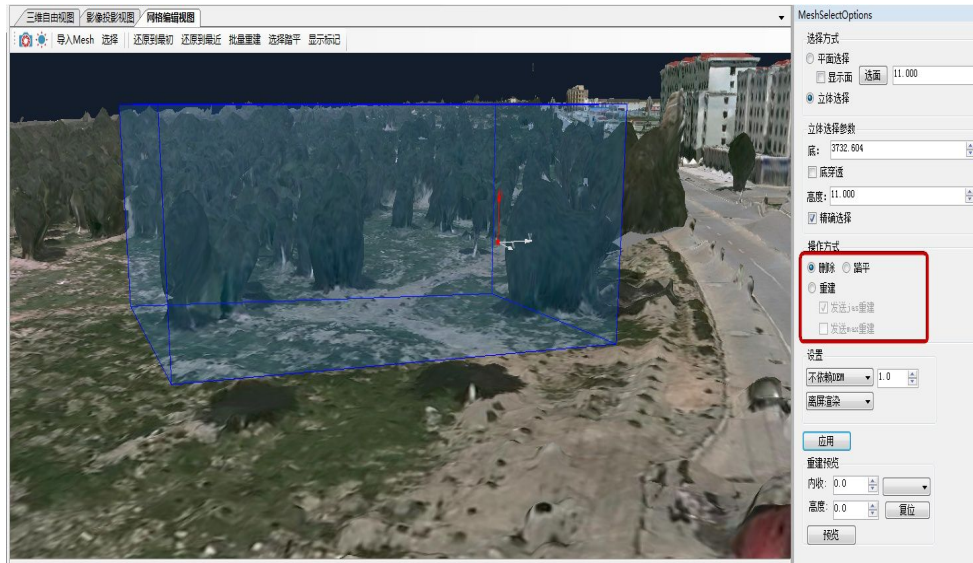 三维自由视图 影像投影视图 网格编辑视图
导入Mesh 选择 还原到最初 还原到最近 批量重建 选择踏平 显示标记
MeshSelectOptions
选择方式
平面选择
显示面 选面 11.000
立体选择
立体选择参数
底: 3732.604
底穿透
高度: 11.000
精确选择
操作方式
删除 踏平
重建
发送jas重建
发送max重建
设置
不依赖DEM 1.0
离屏渲染
应用
重建预览
内收: 0.0
高度: 0.0 复位
预览